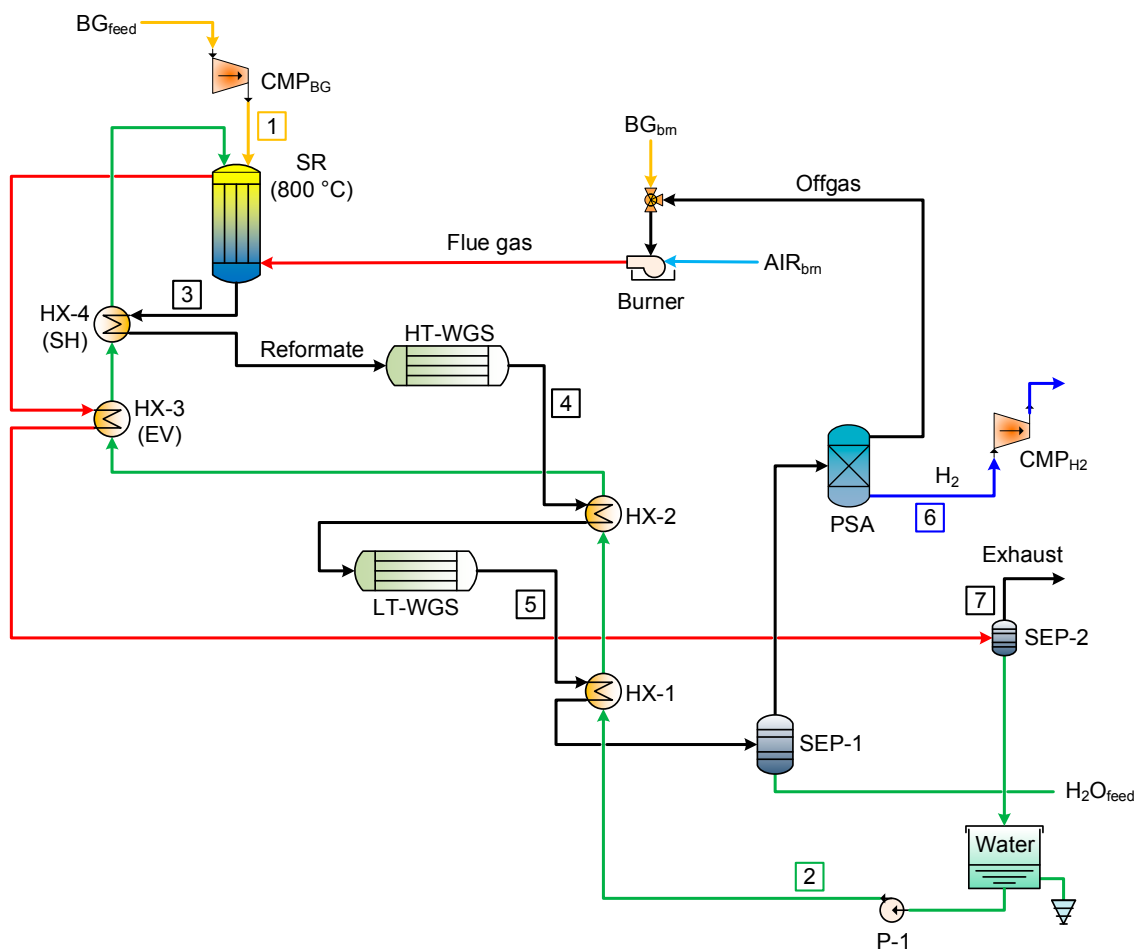 BGfeed
CMPBG
1
SR
(800 °C)
BGbrn
Offgas
Flue gas
AIRbrn
Burner
3
HX-4
(SH)
Reformate
HT-WGS
4
HX-3
(EV)
H2
CMPH2
6
PSA
HX-2
LT-WGS
5
Exhaust
7
SEP-2
HX-1
SEP-1
H2Ofeed
Water
2
P-1